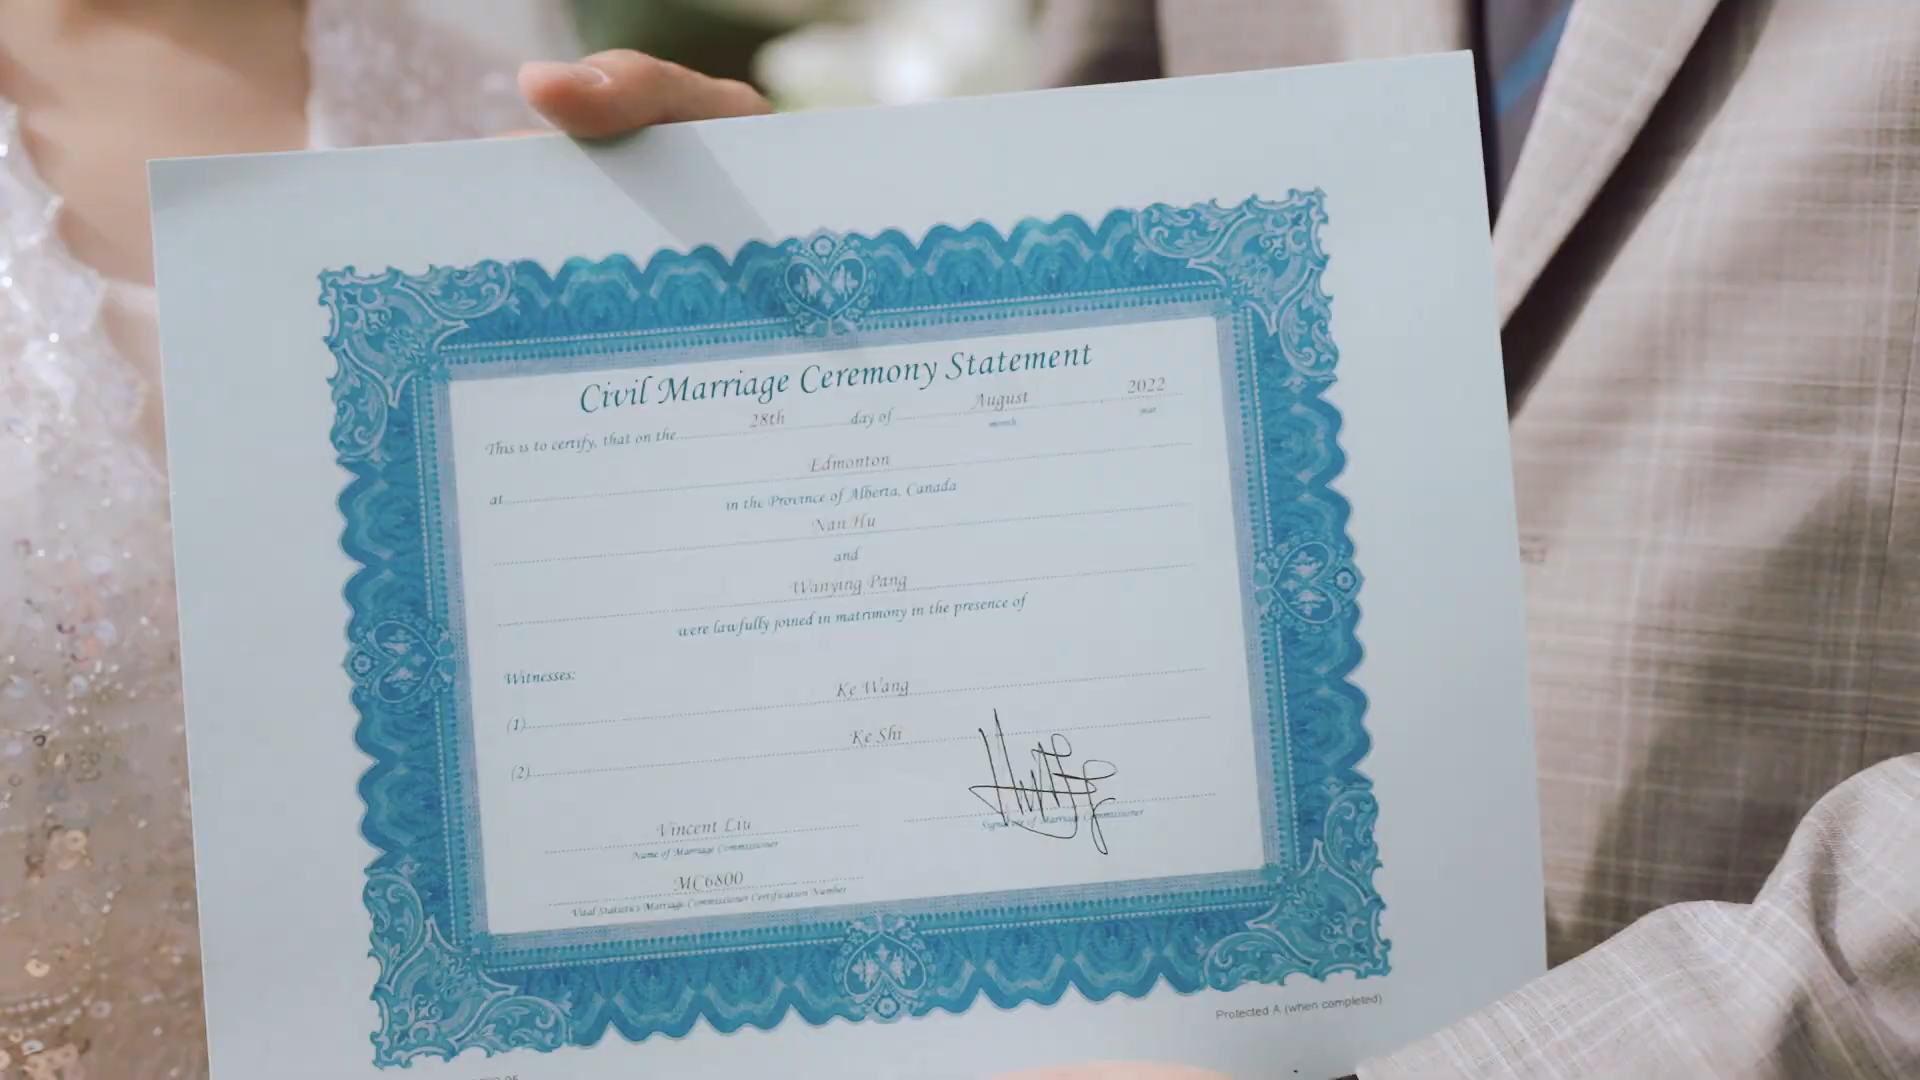 Civil Marriage Ceremony Statement
This is to certify, that on the 28th day of August 2022
month year
at Edmonton
in the Province of Alberta, Canada
Nan Hu
and
Wanying Pang
were lawfully joined in matrimony in the presence of
Witnesses:
(1) Ke Wang
(2) Ke Shi
Vincent Liu
Name of Marriage Commissioner
Signature of Marriage Commissioner
MC6800
Vital Statistics Marriage Commissioner Certification Number
Protected A (when completed)